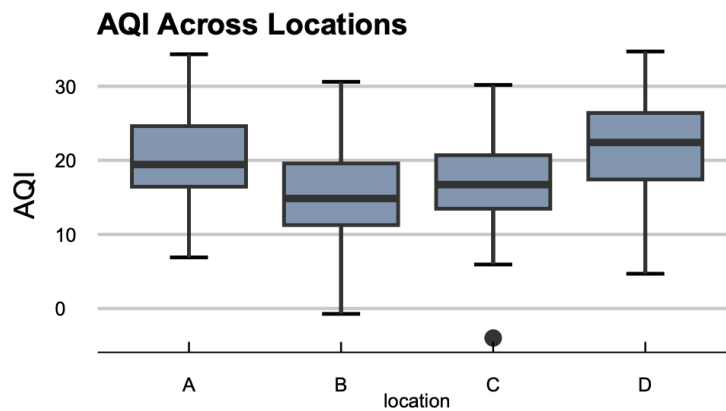 AQI Across Locations
AQI
30
20
10
0
A B C D
location